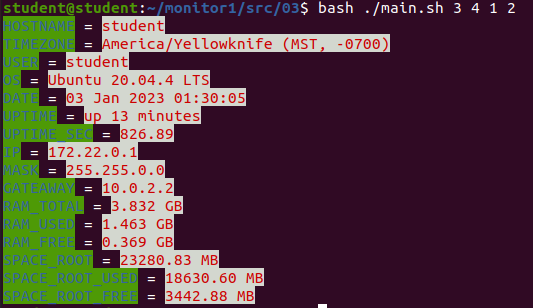 student@student:~/monitor1/src/03$ bash ./main.sh 3 4 1 2
HOSTNAME = student
TIMEZONE = America/Yellowknife (MST, -0700)
USER = student
OS = Ubuntu 20.04.4 LTS
DATE = 03 Jan 2023 01:30:05
UPTIME = up 13 minutes
UPTIME_SEC = 826.89
IP = 172.22.0.1
MASK = 255.255.0.0
GATEAWAY = 10.0.2.2
RAM_TOTAL = 3.832 GB
RAM_USED = 1.463 GB
RAM_FREE = 0.369 GB
SPACE_ROOT = 23280.83 MB
SPACE_ROOT_USED = 18630.60 MB
SPACE_ROOT_FREE = 3442.88 MB